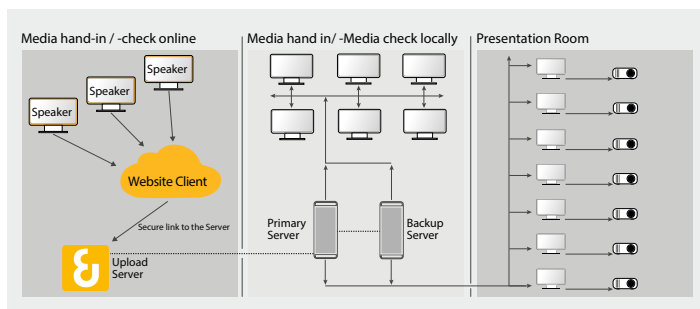 Media hand-in / -check online
Media hand in/ -Media check locally
Presentation Room
Speaker
Speaker
Speaker
Website Client
Secure link to the Server
Upload
Server
Primary
Server
Backup
Server